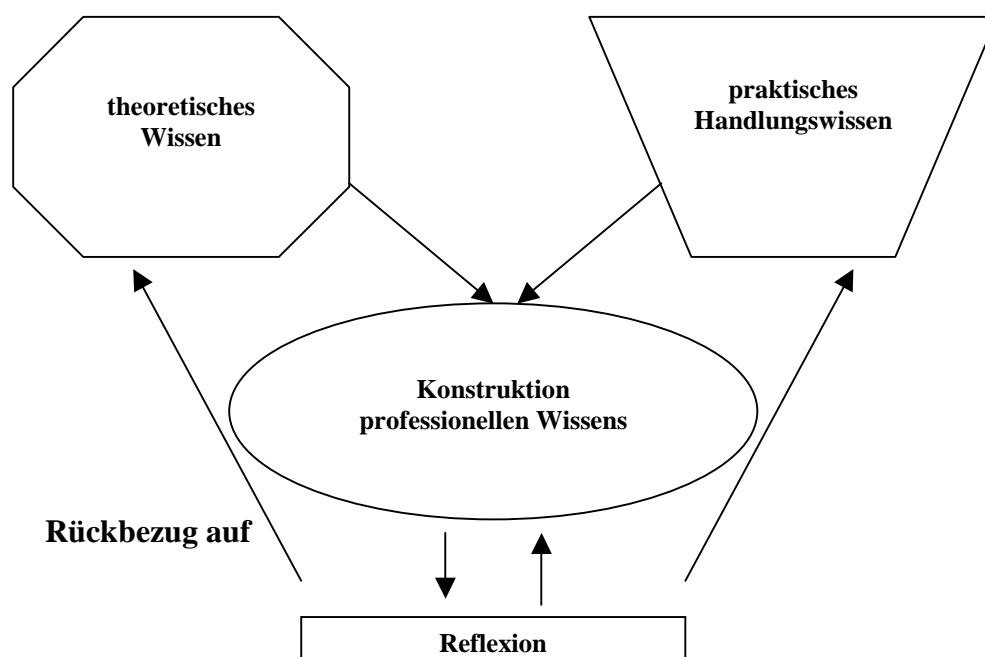 theoretisches
Wissen
praktisches
Handlungswissen
Konstruktion
professionellen Wissens
Rückbezug auf
Reflexion